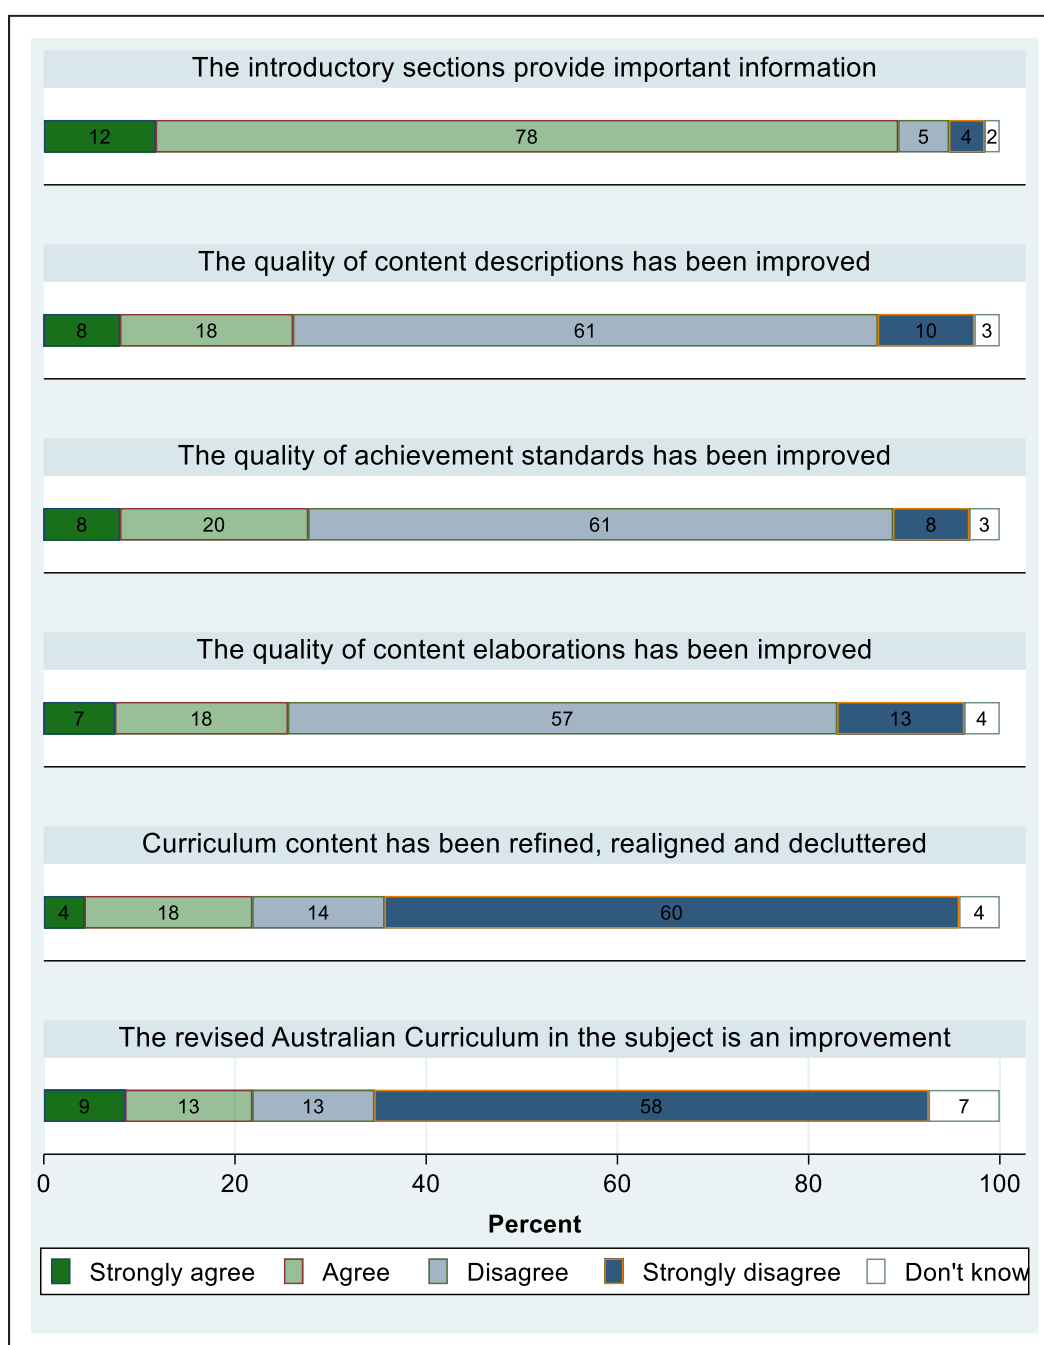 The introductory sections provide important information
12 78 5 4 2
The quality of content descriptions has been improved
8 18 61 10 3
The quality of achievement standards has been improved
8 20 61 8 3
The quality of content elaborations has been improved
7 18 57 13 4
Curriculum content has been refined, realigned and decluttered
4 18 14 60 4
The revised Australian Curriculum in the subject is an improvement
9 13 13 58 7
0 20 40 60 80 100
Percent
Strongly agree Agree Disagree Strongly disagree Don't know